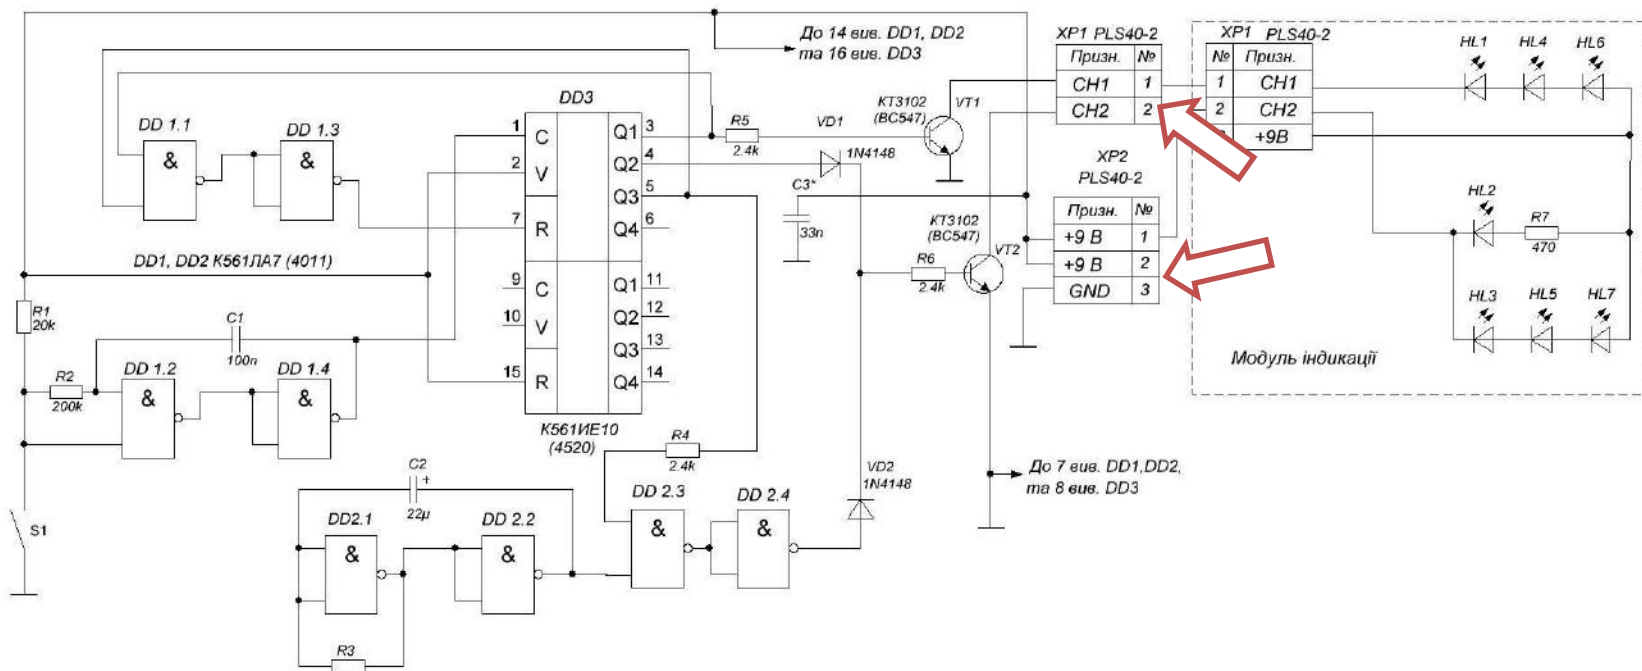 До 14 вив. DD1, DD2
та 16 вив. DD3
XP1 PLS40-2
Призн. №
CH1 1
CH2 2
XP1 PLS40-2
№ Призн.
1 CH1
2 CH2
+9В
HL1
HL4
HL6
DD 1.1
&
DD 1.3
&
DD3
1 C
2 V
7 R
9 C
10 V
15 R
Q1 3
Q2 4
Q3 5
Q4 6
Q1 11
Q2 12
Q3 13
Q4 14
К561ИЕ10
(4520)
R5
2.4k
VD1
1N4148
КТ3102
(BC547)
VT1
C3*
33n
XP2
PLS40-2
Призн. №
+9 В 1
+9 В 2
GND 3
КТ3102
(BC547)
VT2
R6
2.4k
HL2
R7
470
HL3
HL5
HL7
Модуль індикації
DD1, DD2 К561ЛА7 (4011)
R1
20k
C1
100n
R2
200k
DD 1.2
&
DD 1.4
&
S1
R4
2.4k
C2
+
22µ
DD2.1
&
DD 2.2
&
DD 2.3
&
DD 2.4
&
VD2
1N4148
До 7 вив. DD1,DD2,
та 8 вив. DD3
R3